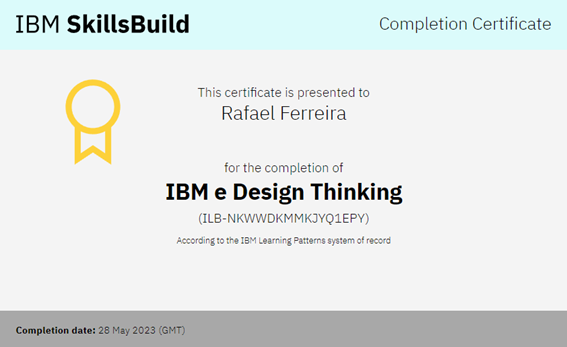 IBM SkillsBuild
Completion Certificate
This certificate is presented to
Rafael Ferreira
for the completion of
IBM e Design Thinking
(ILB-NKWWDKMMKJYQ1EPY)
According to the IBM Learning Patterns system of record
Completion date: 28 May 2023 (GMT)